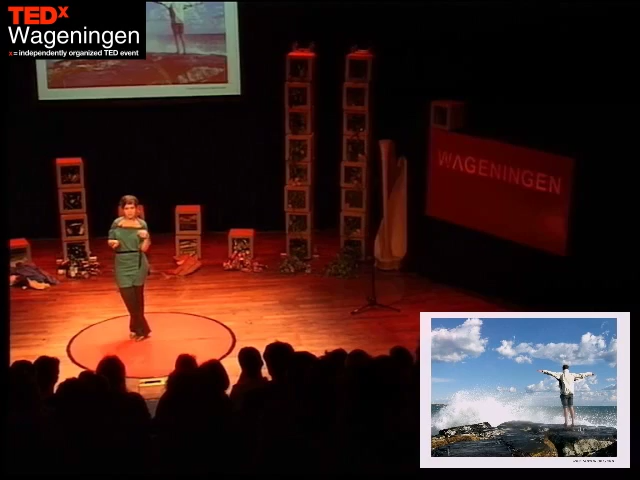 TEDx
Wageningen
x = independently organized TED event
WAGENINGEN